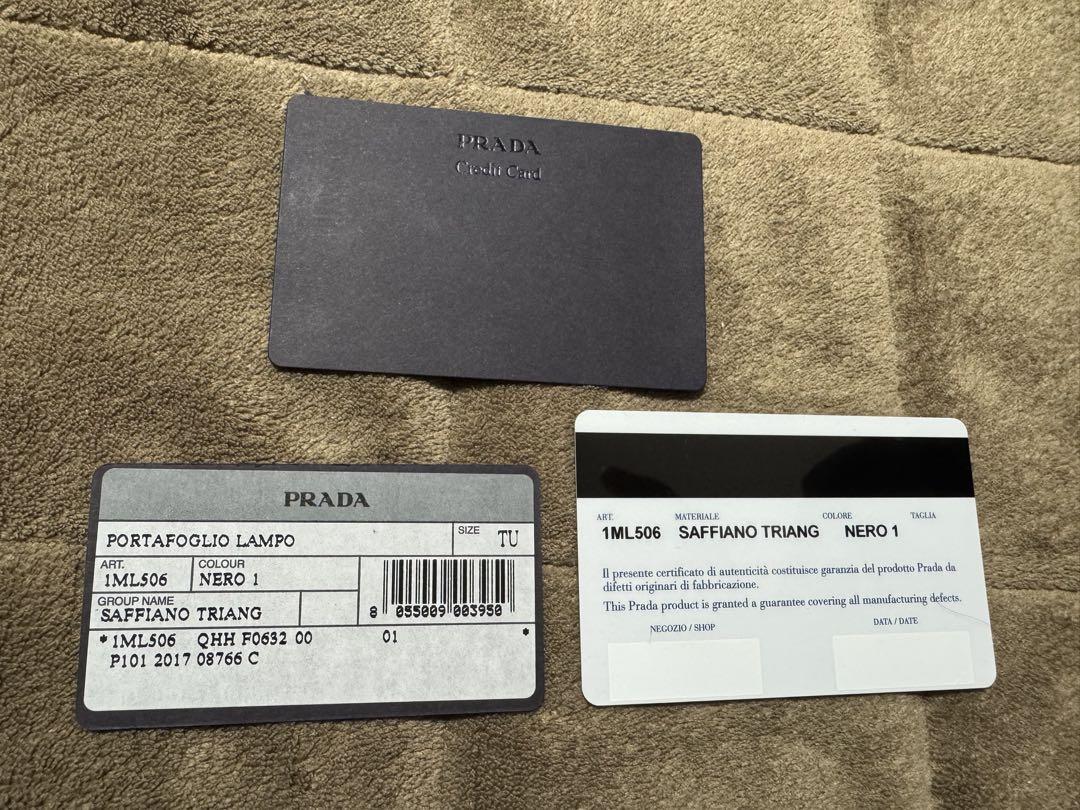 PRADA
Credit Card
PRADA
PORTAFOGLIO LAMPO
SIZE
TU
ART.
1ML506
COLOUR
NERO 1
GROUP NAME
SAFFIANO TRIANG
8 055009 003950
*1ML506 QHH F0632 00 01 *
P101 2017 08766 C
ART. MATERIALE COLORE TAGLIA
1ML506 SAFFIANO TRIANG NERO 1
Il presente certificato di autenticità costituisce garanzia del prodotto Prada da
difetti originari di fabbricazione.
This Prada product is granted a guarantee covering all manufacturing defects.
NEGOZIO / SHOP DATA / DATE